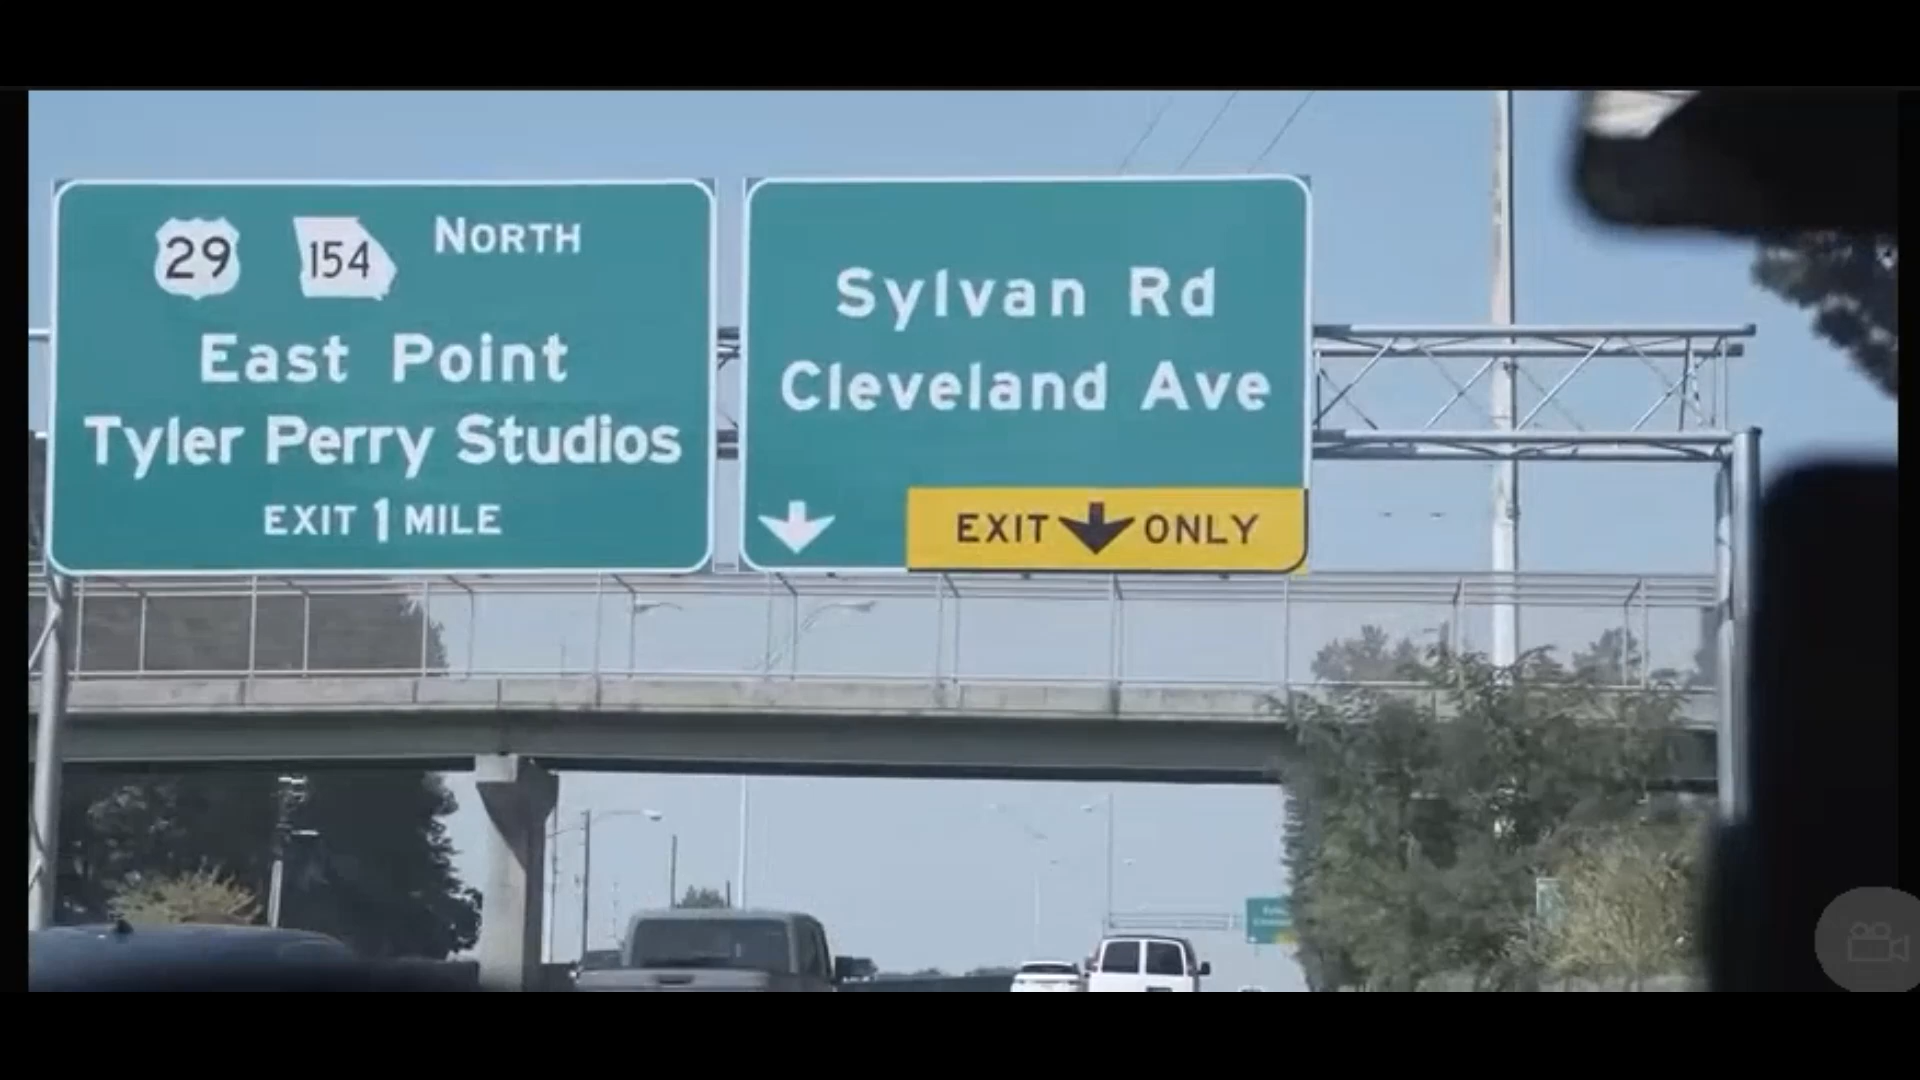 29 154 NORTH
East Point
Tyler Perry Studios
EXIT 1 MILE
Sylvan Rd
Cleveland Ave
EXIT ONLY